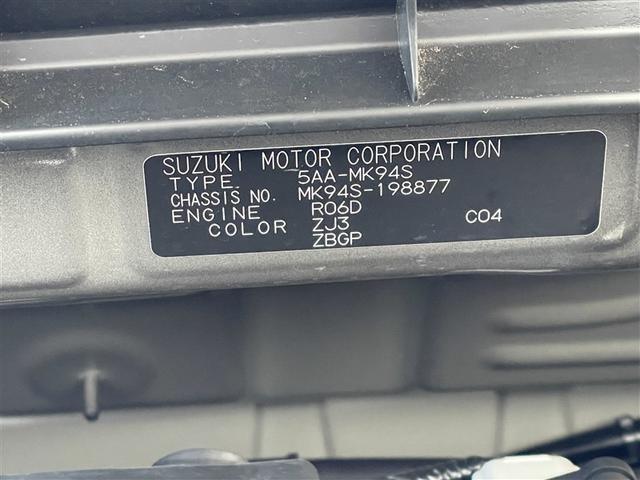 SUZUKI MOTOR CORPORATION
TYPE. 5AA-MK94S
CHASSIS NO. MK94S-198877
ENGINE R06D C04
COLOR ZJ3
ZBGP